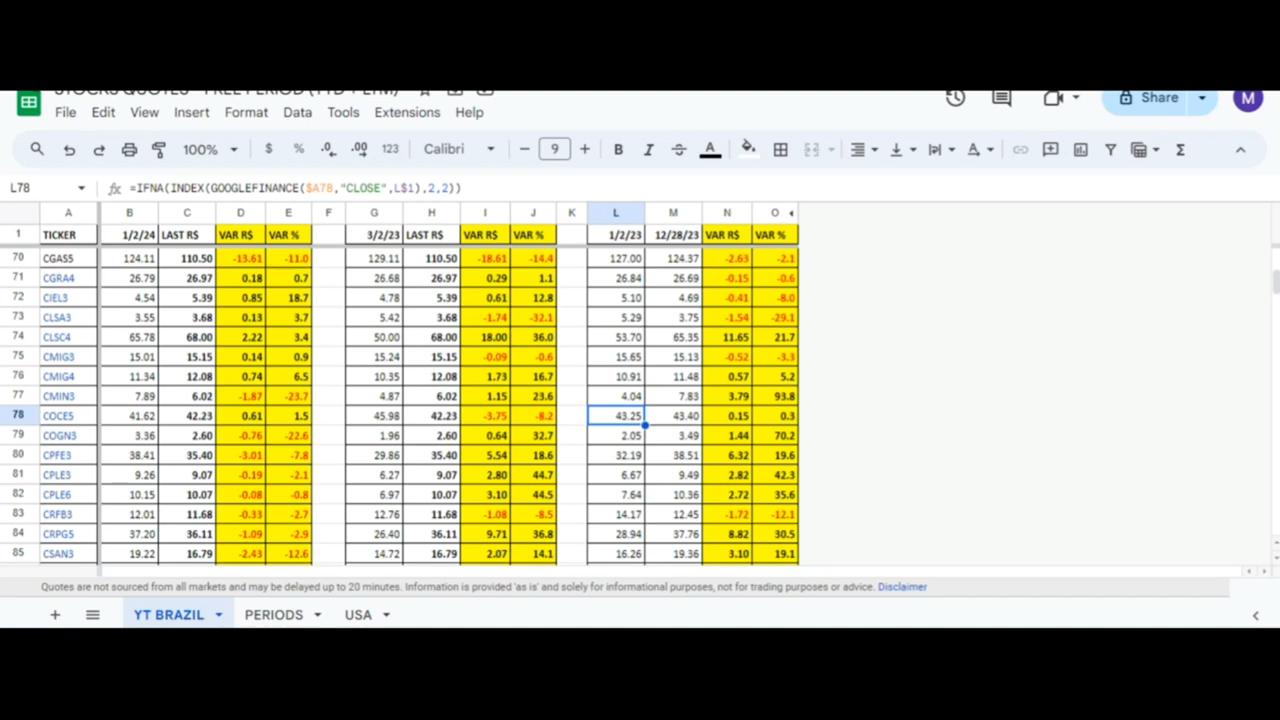 STOCKS QUOTES - FREE PERIOD (YTD + LTM)
File Edit View Insert Format Data Tools Extensions Help
Share M
100% $ % .0 .00 123 Calibri 9 B I A Σ
L78 fx =IFNA(INDEX(GOOGLEFINANCE($A78,"CLOSE",L$1),2,2))
A B C D E F G H I J K L M N O
1 TICKER 1/2/24 LAST R$ VAR R$ VAR % 3/2/23 LAST R$ VAR R$ VAR % 1/2/23 12/28/23 VAR R$ VAR %
70 CGAS5 124.11 110.50 -13.61 -11.0 129.11 110.50 -18.61 -14.4 127.00 124.37 -2.63 -2.1
71 CGRA4 26.79 26.97 0.18 0.7 26.68 26.97 0.29 1.1 26.84 26.69 -0.15 -0.6
72 CIEL3 4.54 5.39 0.85 18.7 4.78 5.39 0.61 12.8 5.10 4.69 -0.41 -8.0
73 CLSA3 3.55 3.68 0.13 3.7 5.42 3.68 -1.74 -32.1 5.29 3.75 -1.54 -29.1
74 CLSC4 65.78 68.00 2.22 3.4 50.00 68.00 18.00 36.0 53.70 65.35 11.65 21.7
75 CMIG3 15.01 15.15 0.14 0.9 15.24 15.15 -0.09 -0.6 15.65 15.13 -0.52 -3.3
76 CMIG4 11.34 12.08 0.74 6.5 10.35 12.08 1.73 16.7 10.91 11.48 0.57 5.2
77 CMIN3 7.89 6.02 -1.87 -23.7 4.87 6.02 1.15 23.6 4.04 7.83 3.79 93.8
78 COCE5 41.62 42.23 0.61 1.5 45.98 42.23 -3.75 -8.2 43.25 43.40 0.15 0.3
79 COGN3 3.36 2.60 -0.76 -22.6 1.96 2.60 0.64 32.7 2.05 3.49 1.44 70.2
80 CPFE3 38.41 35.40 -3.01 -7.8 29.86 35.40 5.54 18.6 32.19 38.51 6.32 19.6
81 CPLE3 9.26 9.07 -0.19 -2.1 6.27 9.07 2.80 44.7 6.67 9.49 2.82 42.3
82 CPLE6 10.15 10.07 -0.08 -0.8 6.97 10.07 3.10 44.5 7.64 10.36 2.72 35.6
83 CRFB3 12.01 11.68 -0.33 -2.7 12.76 11.68 -1.08 -8.5 14.17 12.45 -1.72 -12.1
84 CRPG5 37.20 36.11 -1.09 -2.9 26.40 36.11 9.71 36.8 28.94 37.76 8.82 30.5
85 CSAN3 19.22 16.79 -2.43 -12.6 14.72 16.79 2.07 14.1 16.26 19.36 3.10 19.1
Quotes are not sourced from all markets and may be delayed up to 20 minutes. Information is provided 'as is' and solely for informational purposes, not for trading purposes or advice. Disclaimer
YT BRAZIL PERIODS USA